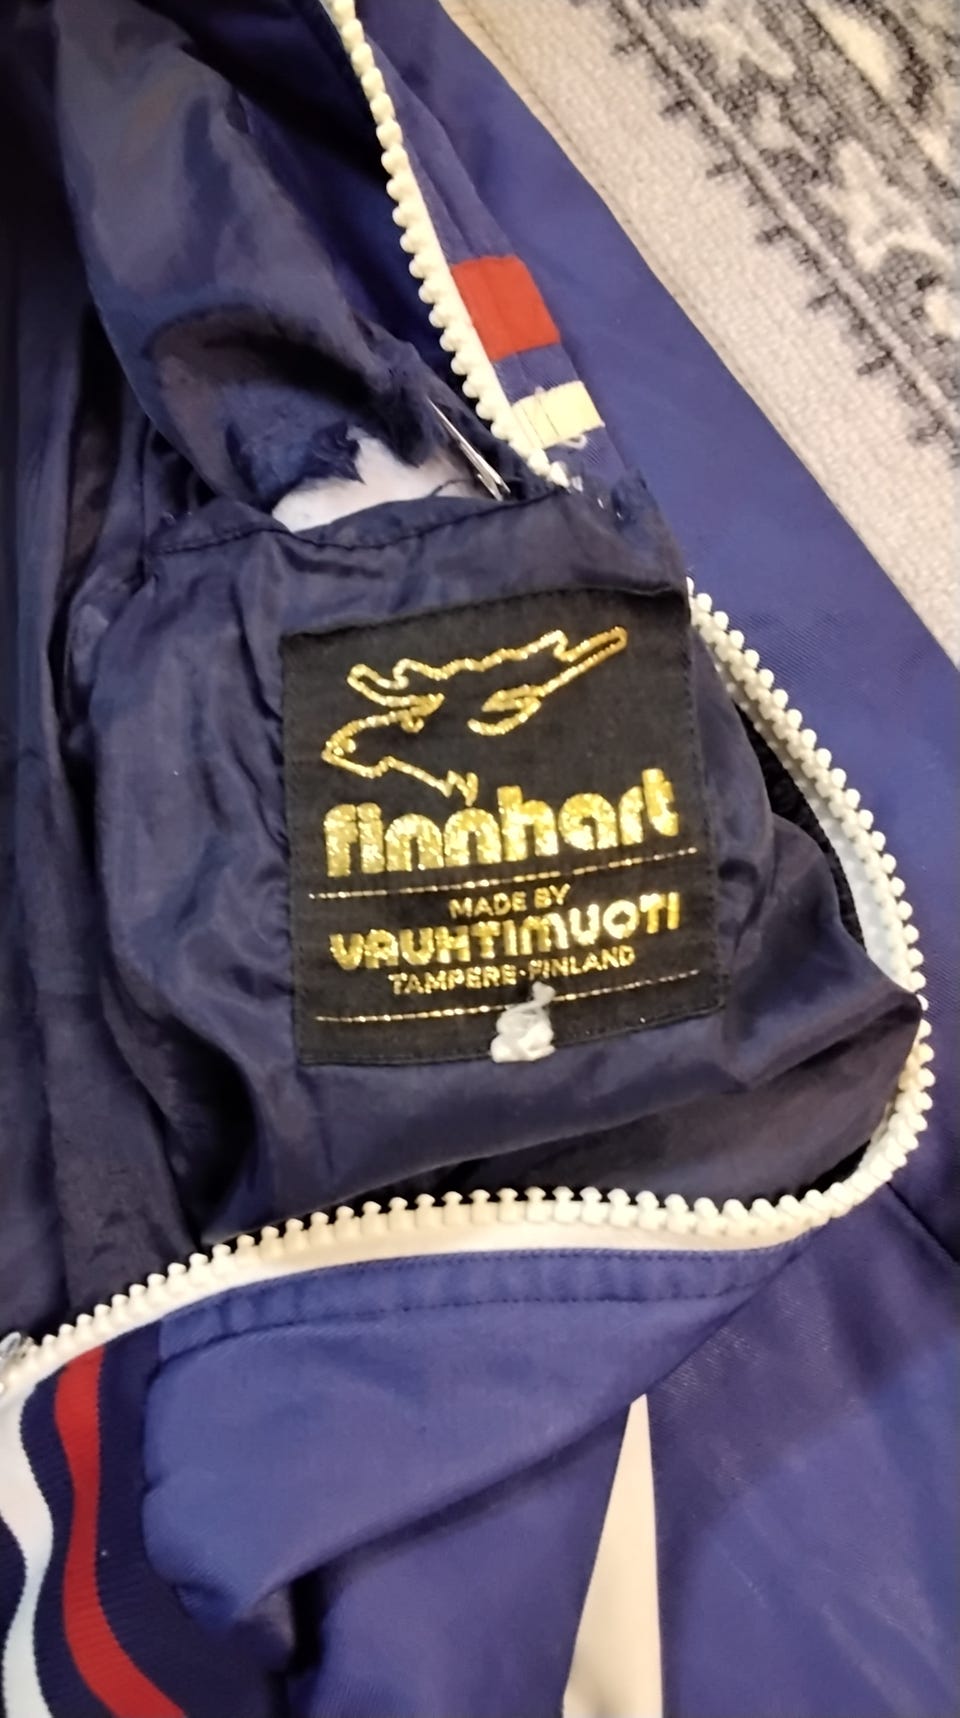 finnhart
MADE BY
VAUHTIMUOTI
TAMPERE-FINLAND